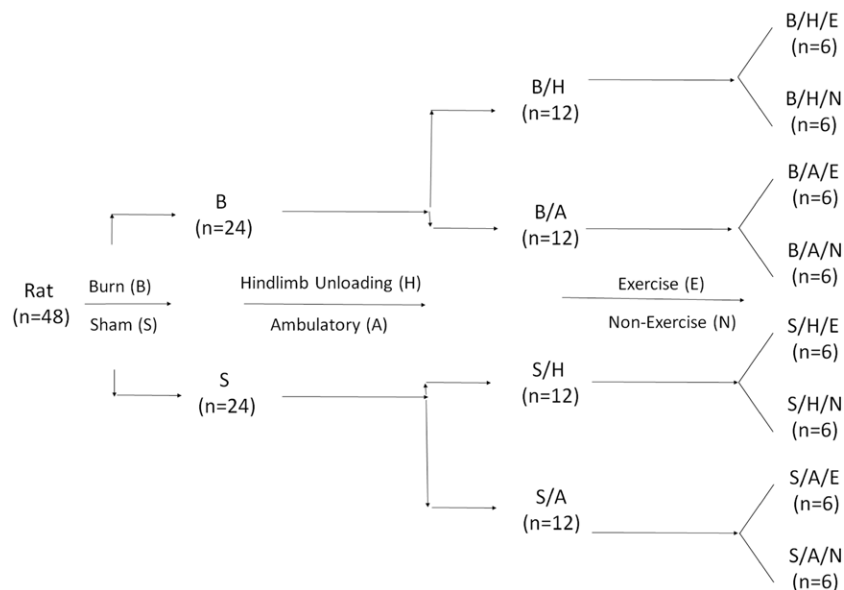 Rat
(n=48)
Burn (B)
Sham (S)
B
(n=24)
S
(n=24)
Hindlimb Unloading (H)
Ambulatory (A)
B/H
(n=12)
B/A
(n=12)
S/H
(n=12)
S/A
(n=12)
Exercise (E)
Non-Exercise (N)
B/H/E
(n=6)
B/H/N
(n=6)
B/A/E
(n=6)
B/A/N
(n=6)
S/H/E
(n=6)
S/H/N
(n=6)
S/A/E
(n=6)
S/A/N
(n=6)